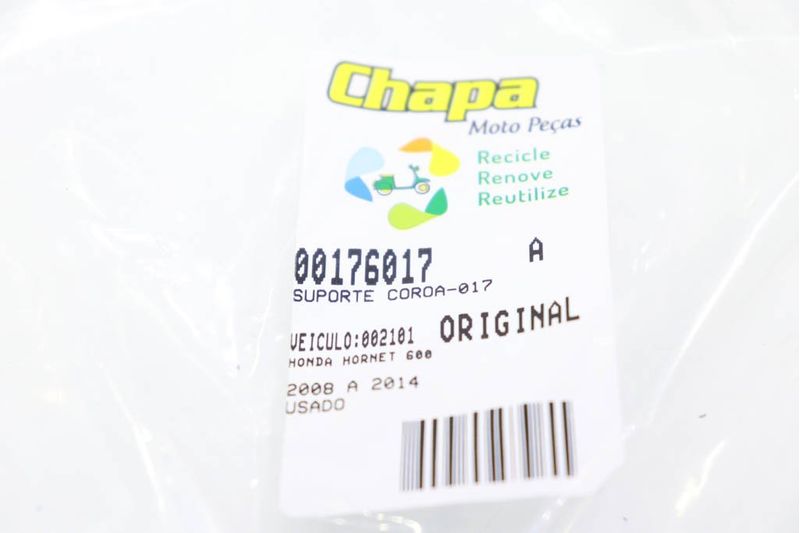 Chapa
Moto Peças
Recicle
Renove
Reutilize
00176017 A
SUPORTE COROA-017
VEICULO:002101 ORIGINAL
HONDA HORNET 600
2008 A 2014
USADO